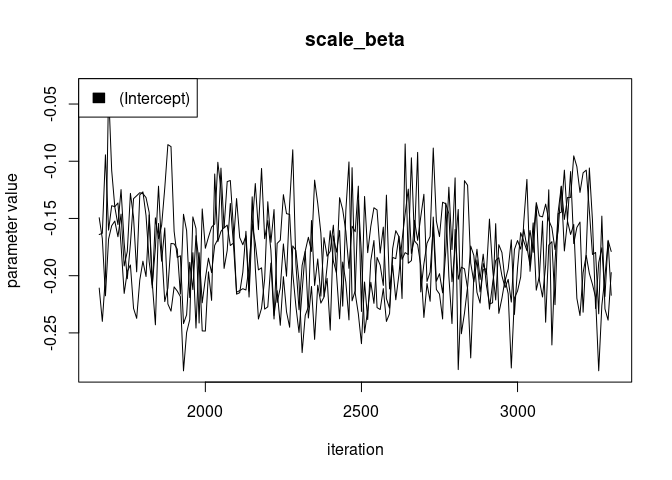 scale_beta
(Intercept)
-0.05
-0.10
-0.15
-0.20
-0.25
parameter value
2000 2500 3000
iteration